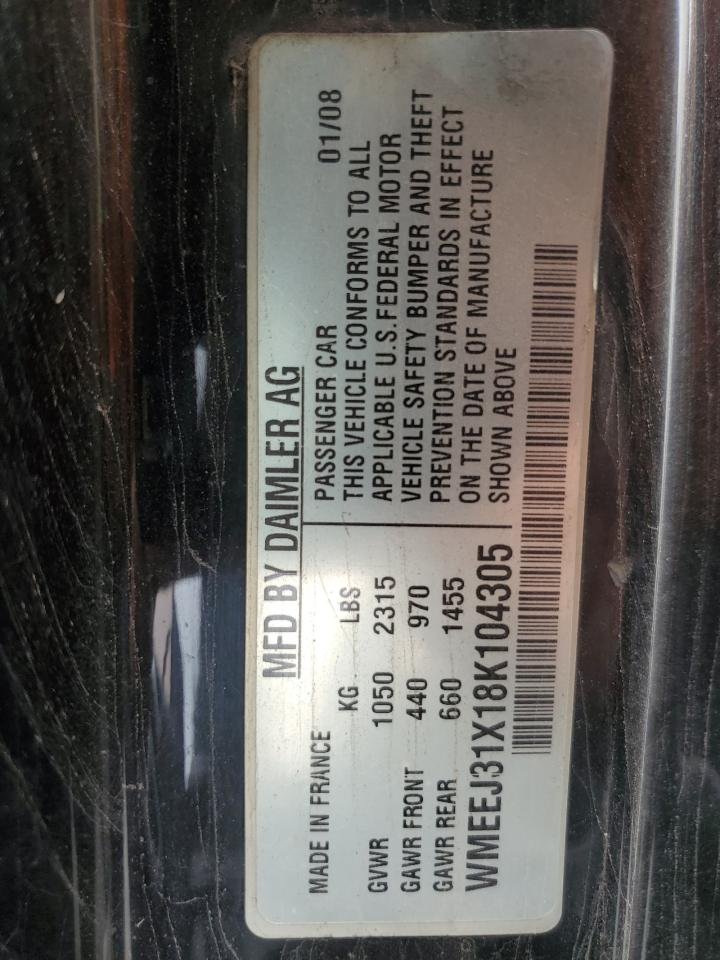 MFD BY DAIMLER AG
MADE IN FRANCE
KG LBS
GVWR 1050 2315
GAWR FRONT 440 970
GAWR REAR 660 1455
PASSENGER CAR 01/08
THIS VEHICLE CONFORMS TO ALL
APPLICABLE U.S.FEDERAL MOTOR
VEHICLE SAFETY BUMPER AND THEFT
PREVENTION STANDARDS IN EFFECT
ON THE DATE OF MANUFACTURE
SHOWN ABOVE
WMEEJ31X18K104305